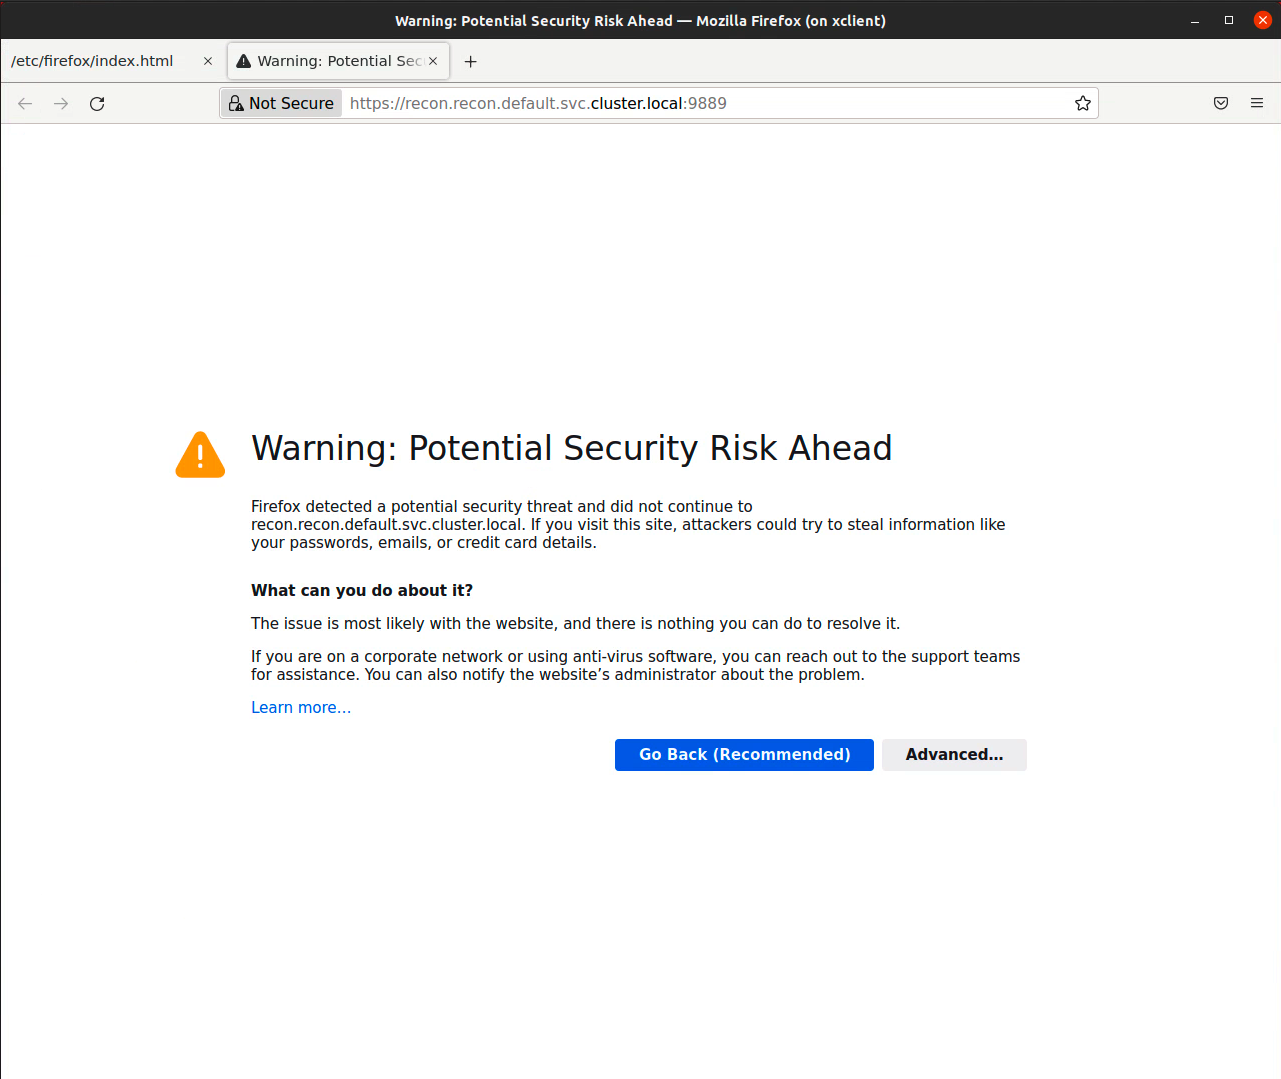 Warning: Potential Security Risk Ahead — Mozilla Firefox (on xclient)
/etc/firefox/index.html
Warning: Potential Sec
Not Secure
https://recon.recon.default.svc.cluster.local:9889
Warning: Potential Security Risk Ahead
Firefox detected a potential security threat and did not continue to
recon.recon.default.svc.cluster.local. If you visit this site, attackers could try to steal information like
your passwords, emails, or credit card details.
What can you do about it?
The issue is most likely with the website, and there is nothing you can do to resolve it.
If you are on a corporate network or using anti-virus software, you can reach out to the support teams
for assistance. You can also notify the website’s administrator about the problem.
Learn more…
Go Back (Recommended)
Advanced…